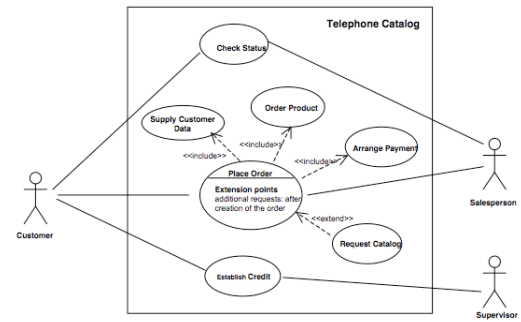 Telephone Catalog
Check Status
Order Product
Supply Customer
Data
<<include>>
<<include>>
<<include>>
Arrange Payment
Place Order
Extension points
additional requests: after
creation of the order
<<extend>>
Request Catalog
Establish Credit
Customer
Salesperson
Supervisor